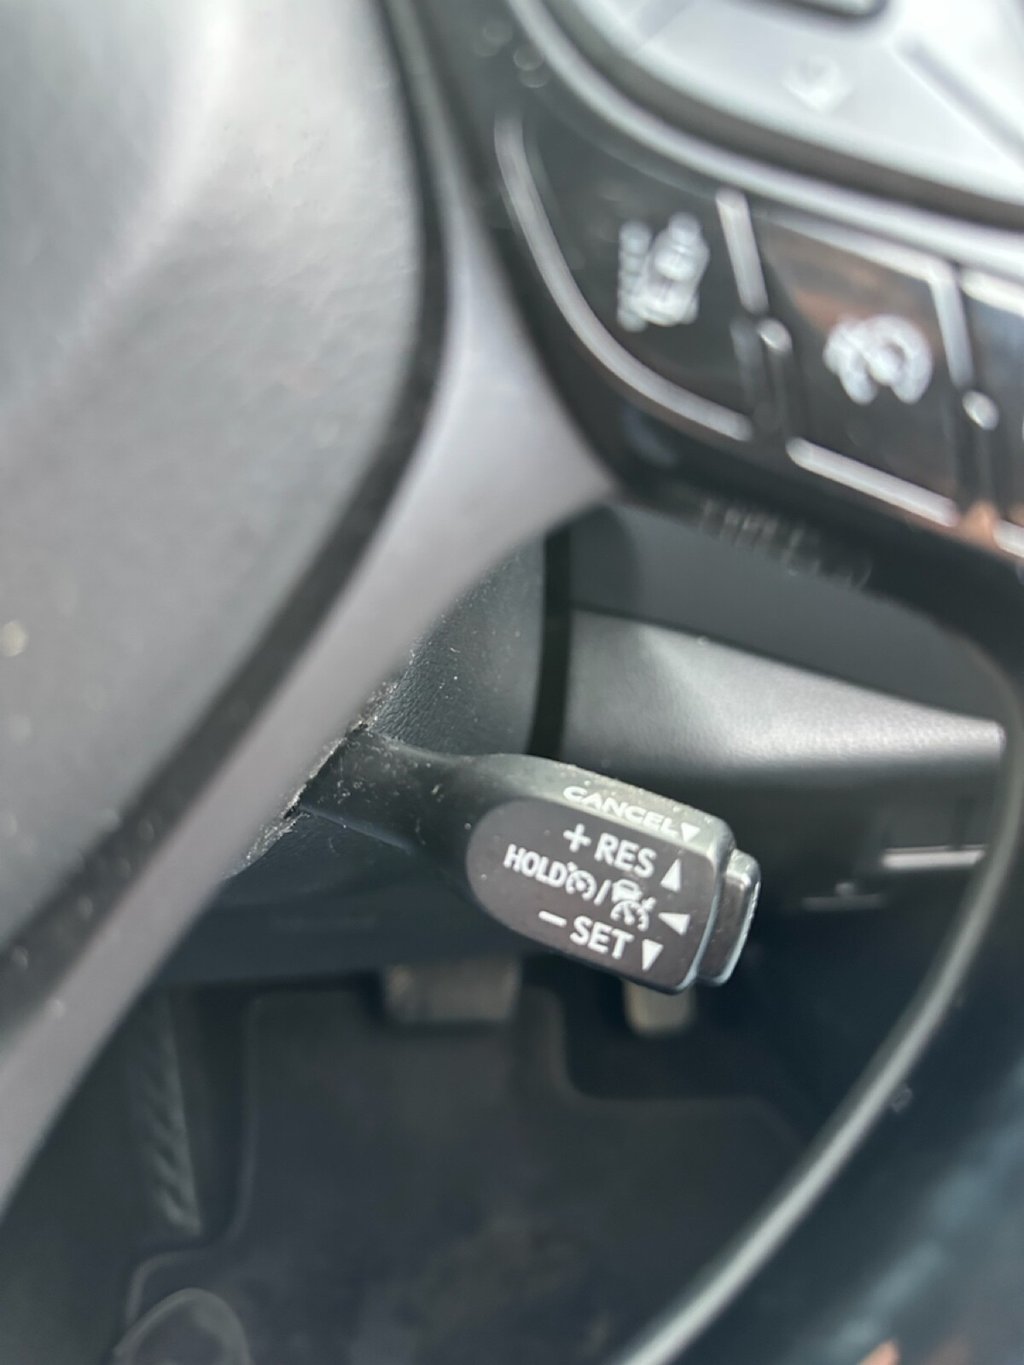 CANCEL▼
+ RES ▲
HOLD / ◀
− SET ▼